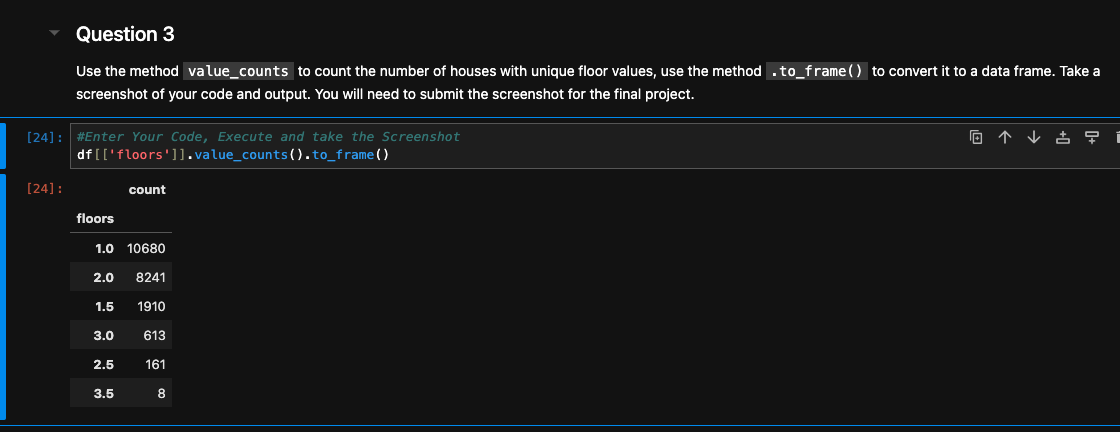 Question 3
Use the method value_counts to count the number of houses with unique floor values, use the method .to_frame() to convert it to a data frame. Take a
screenshot of your code and output. You will need to submit the screenshot for the final project.
[24]: #Enter Your Code, Execute and take the Screenshot
df[['floors']].value_counts().to_frame()
[24]: count
floors
1.0 10680
2.0 8241
1.5 1910
3.0 613
2.5 161
3.5 8